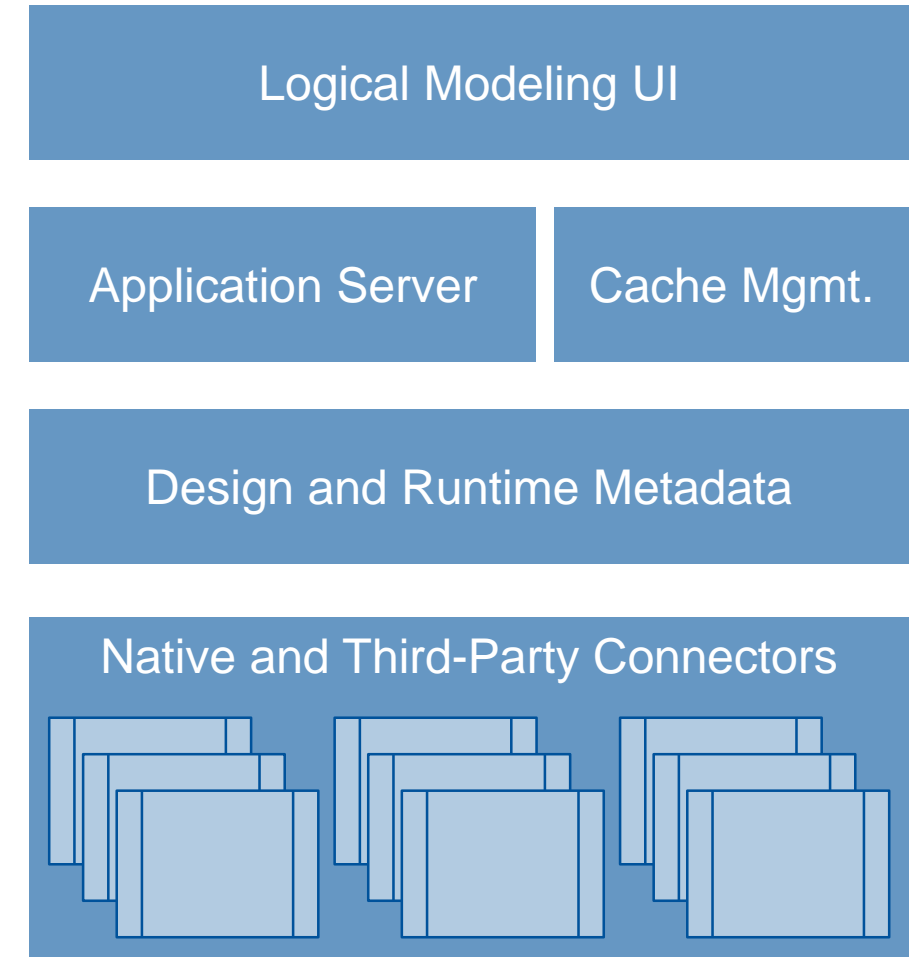 Logical Modeling UI
Application Server
Cache Mgmt.
Design and Runtime Metadata
Native and Third-Party Connectors